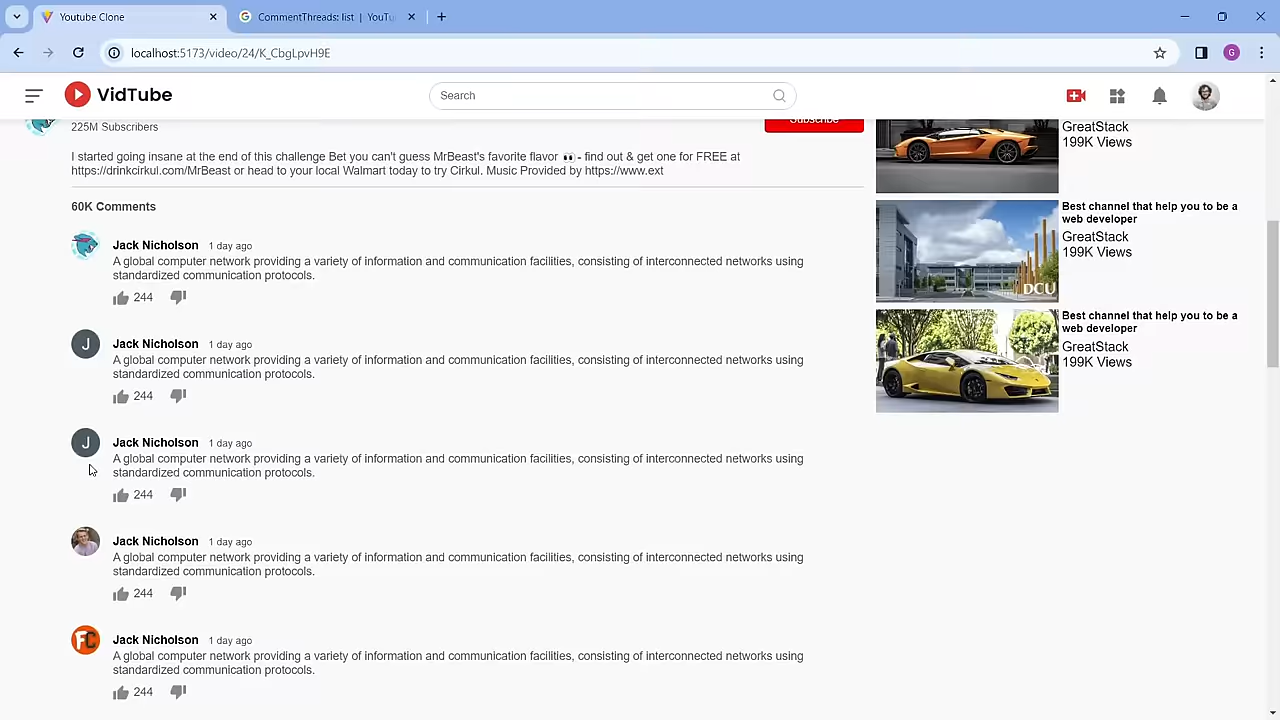 Youtube Clone
CommentThreads: list | YouTu
localhost:5173/video/24/K_CbgLpvH9E
G
VidTube
Search
225M Subscribers
Subscribe
I started going insane at the end of this challenge Bet you can't guess MrBeast's favorite flavor 👀 - find out & get one for FREE at
https://drinkcirkul.com/MrBeast or head to your local Walmart today to try Cirkul. Music Provided by https://www.ext
60K Comments
Jack Nicholson 1 day ago
A global computer network providing a variety of information and communication facilities, consisting of interconnected networks using
standardized communication protocols.
244
J
Jack Nicholson 1 day ago
A global computer network providing a variety of information and communication facilities, consisting of interconnected networks using
standardized communication protocols.
244
J
Jack Nicholson 1 day ago
A global computer network providing a variety of information and communication facilities, consisting of interconnected networks using
standardized communication protocols.
244
Jack Nicholson 1 day ago
A global computer network providing a variety of information and communication facilities, consisting of interconnected networks using
standardized communication protocols.
244
FC
Jack Nicholson 1 day ago
A global computer network providing a variety of information and communication facilities, consisting of interconnected networks using
standardized communication protocols.
244
GreatStack
199K Views
DCU
Best channel that help you to be a
web developer
GreatStack
199K Views
Best channel that help you to be a
web developer
GreatStack
199K Views